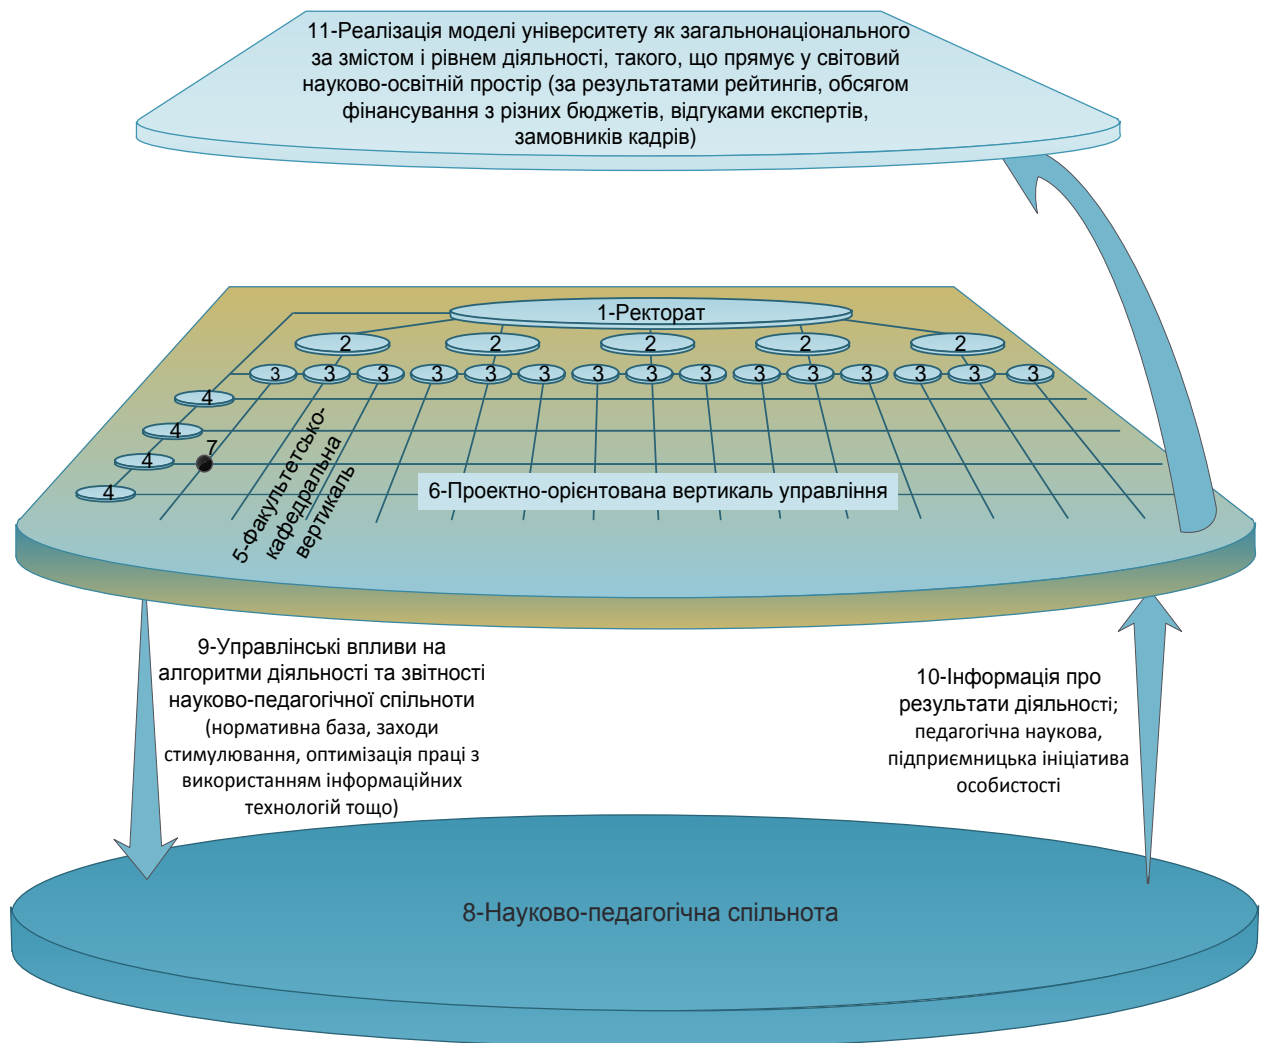 11-Реалізація моделі університету як загальнонаціонального
за змістом і рівнем діяльності, такого, що прямує у світовий
науково-освітній простір (за результатами рейтингів, обсягом
фінансування з різних бюджетів, відгуками експертів,
замовників кадрів)
1-Ректорат
2 2 2 2 2
3 3 3 3 3 3 3 3 3 3 3 3 3 3 3
4
4
7
4
4
5-Факультетсько-
кафедральна
вертикаль
6-Проектно-орієнтована вертикаль управління
9-Управлінські впливи на
алгоритми діяльності та звітності
науково-педагогічної спільноти
(нормативна база, заходи
стимулювання, оптимізація праці з
використанням інформаційних
технологій тощо)
10-Інформація про
результати діяльності;
педагогічна наукова,
підприємницька ініціатива
особистості
8-Науково-педагогічна спільнота